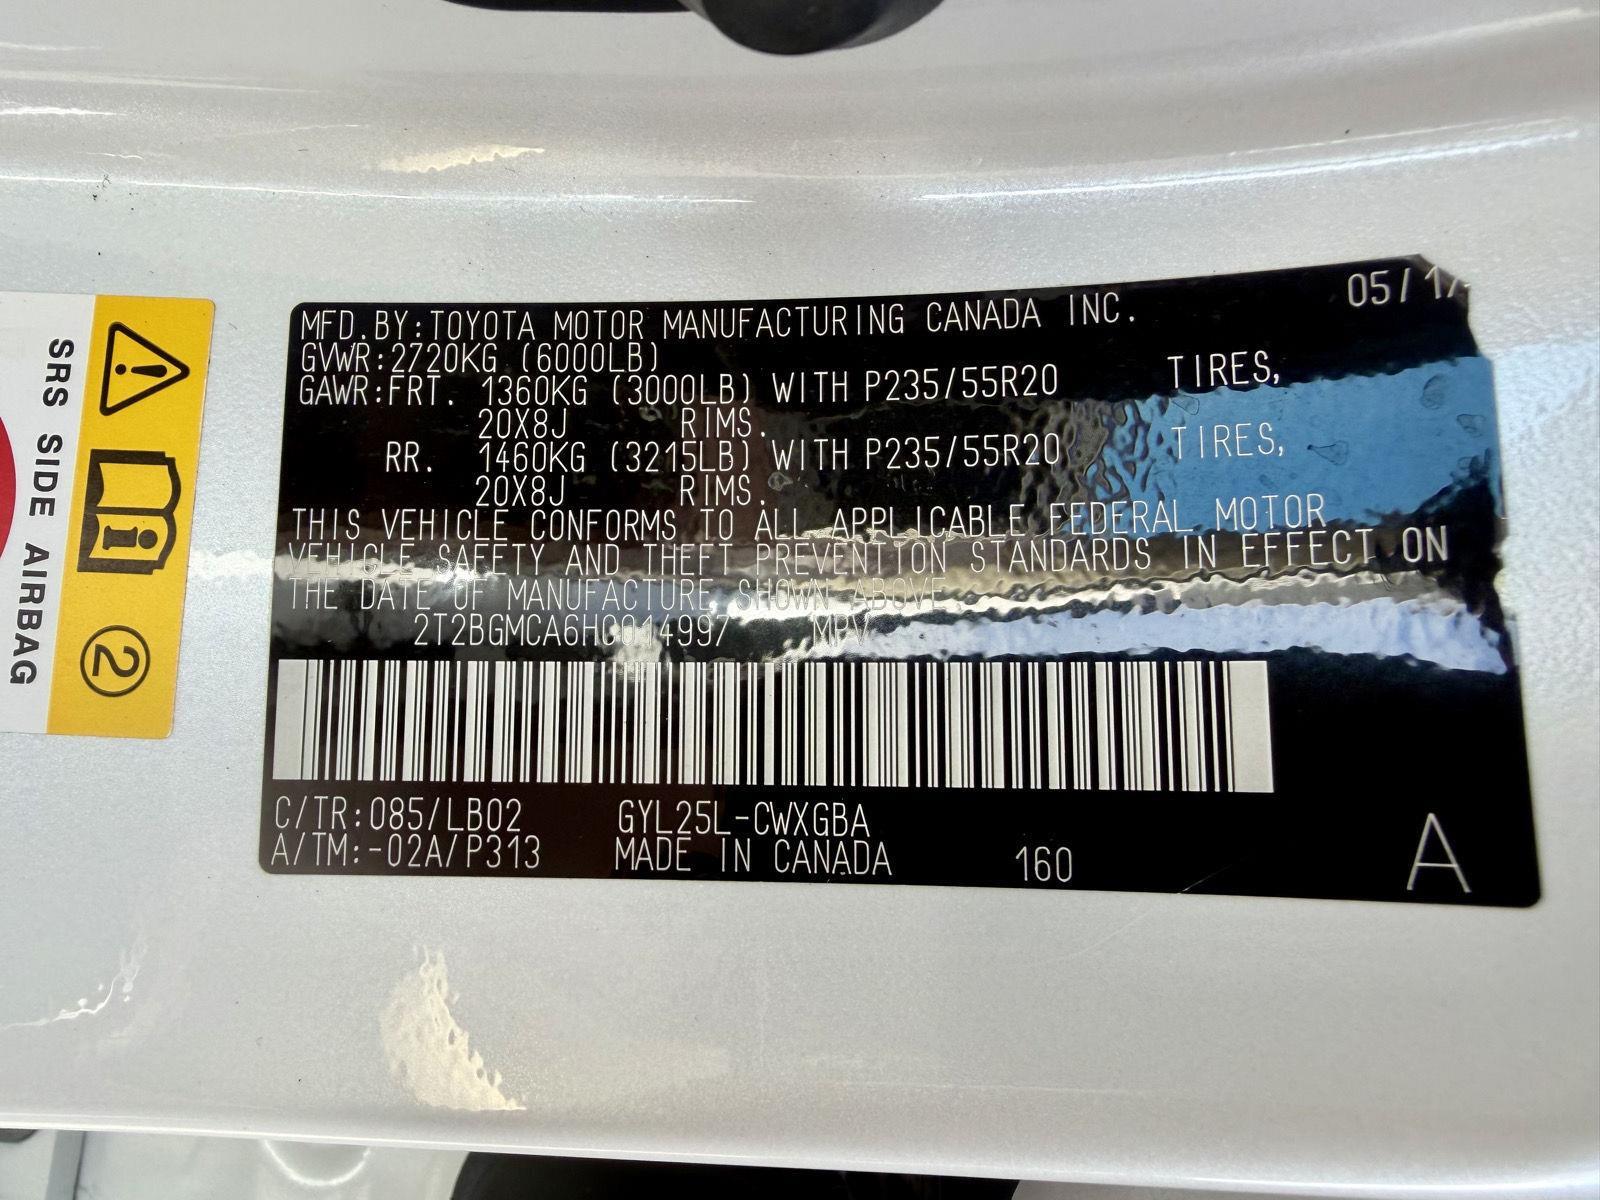 05/17
MFD.BY:TOYOTA MOTOR MANUFACTURING CANADA INC.
GVWR:2720KG (6000LB)
GAWR:FRT. 1360KG (3000LB) WITH P235/55R20 TIRES,
20X8J RIMS.
RR. 1460KG (3215LB) WITH P235/55R20 TIRES,
20X8J RIMS.
THIS VEHICLE CONFORMS TO ALL APPLICABLE FEDERAL MOTOR
VEHICLE SAFETY AND THEFT PREVENTION STANDARDS IN EFFECT ON
THE DATE OF MANUFACTURE SHOWN ABOVE.
2T2BGMCA6HC014997 MPV
C/TR:085/LB02 GYL25L-CWXGBA
A/TM:-02A/P313 MADE IN CANADA 160 A
SRS SIDE AIRBAG
2